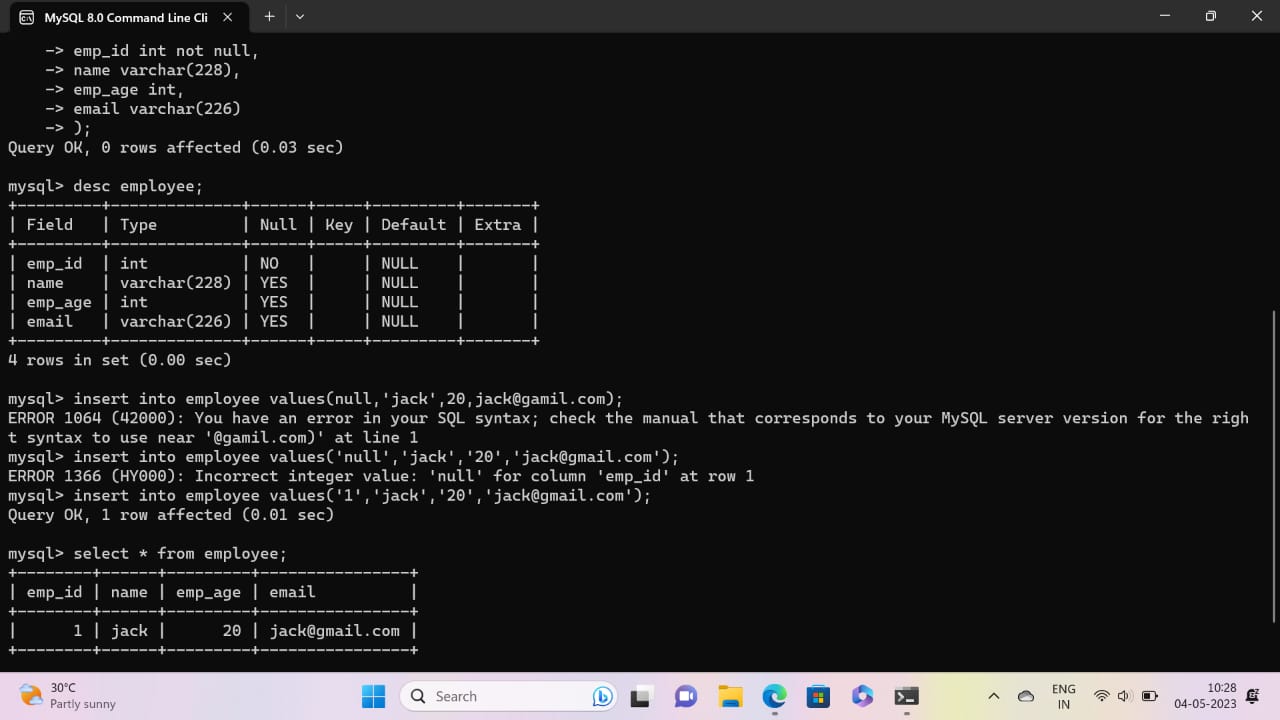 MySQL 8.0 Command Line Cli
-> emp_id int not null,
-> name varchar(228),
-> emp_age int,
-> email varchar(226)
-> );
Query OK, 0 rows affected (0.03 sec)
mysql> desc employee;
+---------+--------------+------+-----+---------+-------+
| Field   | Type         | Null | Key | Default | Extra |
+---------+--------------+------+-----+---------+-------+
| emp_id  | int          | NO   |     | NULL    |       |
| name    | varchar(228) | YES  |     | NULL    |       |
| emp_age | int          | YES  |     | NULL    |       |
| email   | varchar(226) | YES  |     | NULL    |       |
+---------+--------------+------+-----+---------+-------+
4 rows in set (0.00 sec)
mysql> insert into employee values(null,'jack',20,jack@gamil.com);
ERROR 1064 (42000): You have an error in your SQL syntax; check the manual that corresponds to your MySQL server version for the righ
t syntax to use near '@gamil.com)' at line 1
mysql> insert into employee values('null','jack','20','jack@gmail.com');
ERROR 1366 (HY000): Incorrect integer value: 'null' for column 'emp_id' at row 1
mysql> insert into employee values('1','jack','20','jack@gmail.com');
Query OK, 1 row affected (0.01 sec)
mysql> select * from employee;
+--------+------+---------+----------------+
| emp_id | name | emp_age | email          |
+--------+------+---------+----------------+
|      1 | jack |      20 | jack@gmail.com |
+--------+------+---------+----------------+
30°C
Partly sunny
Search
ENG
IN
10:28
04-05-2023